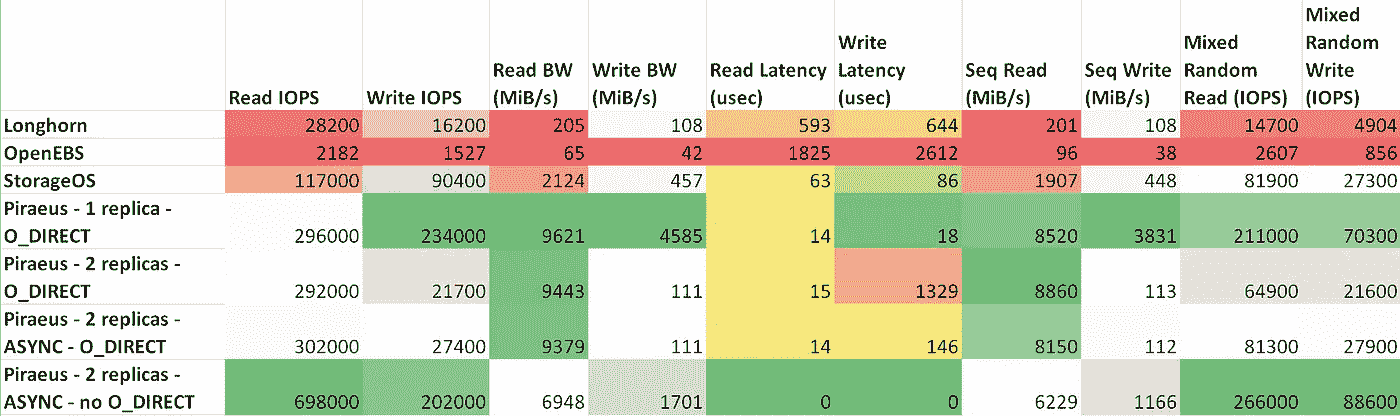 Read IOPS Write IOPS Read BW (MiB/s) Write BW (MiB/s) Read Latency (usec) Write Latency (usec) Seq Read (MiB/s) Seq Write (MiB/s) Mixed Random Read (IOPS) Mixed Random Write (IOPS)
Longhorn 28200 16200 205 108 593 644 201 108 14700 4904
OpenEBS 2182 1527 65 42 1825 2612 96 38 2607 856
StorageOS 117000 90400 2124 457 63 86 1907 448 81900 27300
Piraeus - 1 replica -
O_DIRECT 296000 234000 9621 4585 14 18 8520 3831 211000 70300
Piraeus - 2 replicas -
O_DIRECT 292000 21700 9443 111 15 1329 8860 113 64900 21600
Piraeus - 2 replicas -
ASYNC - O_DIRECT 302000 27400 9379 111 14 146 8150 112 81300 27900
Piraeus - 2 replicas -
ASYNC - no O_DIRECT 698000 202000 6948 1701 0 0 6229 1166 266000 88600